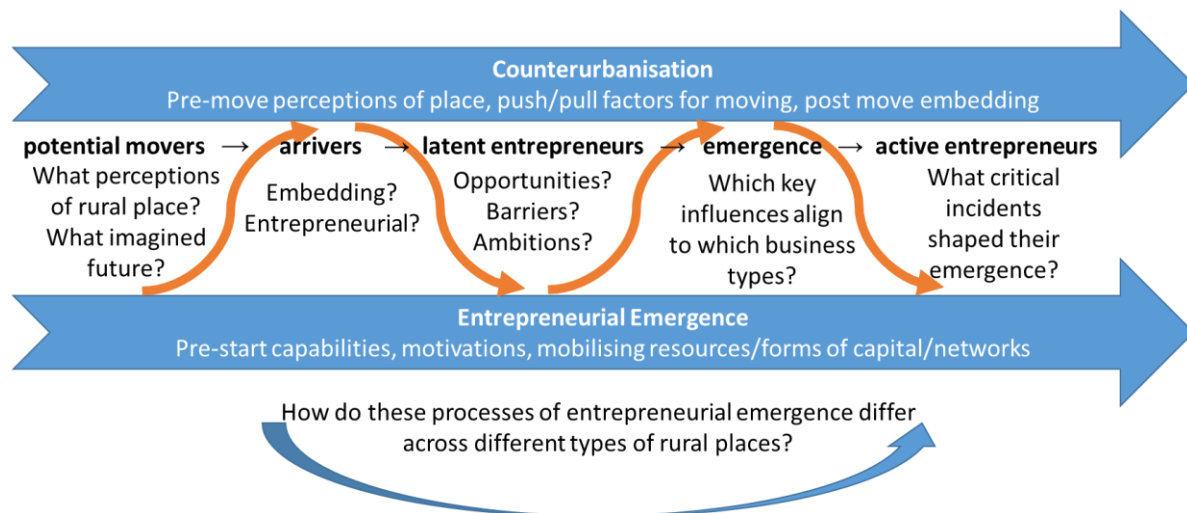 Counterurbanisation
Pre-move perceptions of place, push/pull factors for moving, post move embedding
potential movers → arrivers → latent entrepreneurs → emergence → active entrepreneurs
What perceptions
of rural place?
What imagined
future?
Embedding?
Entrepreneurial?
Opportunities?
Barriers?
Ambitions?
Which key
influences align
to which business
types?
What critical
incidents
shaped their
emergence?
Entrepreneurial Emergence
Pre-start capabilities, motivations, mobilising resources/forms of capital/networks
How do these processes of entrepreneurial emergence differ
across different types of rural places?